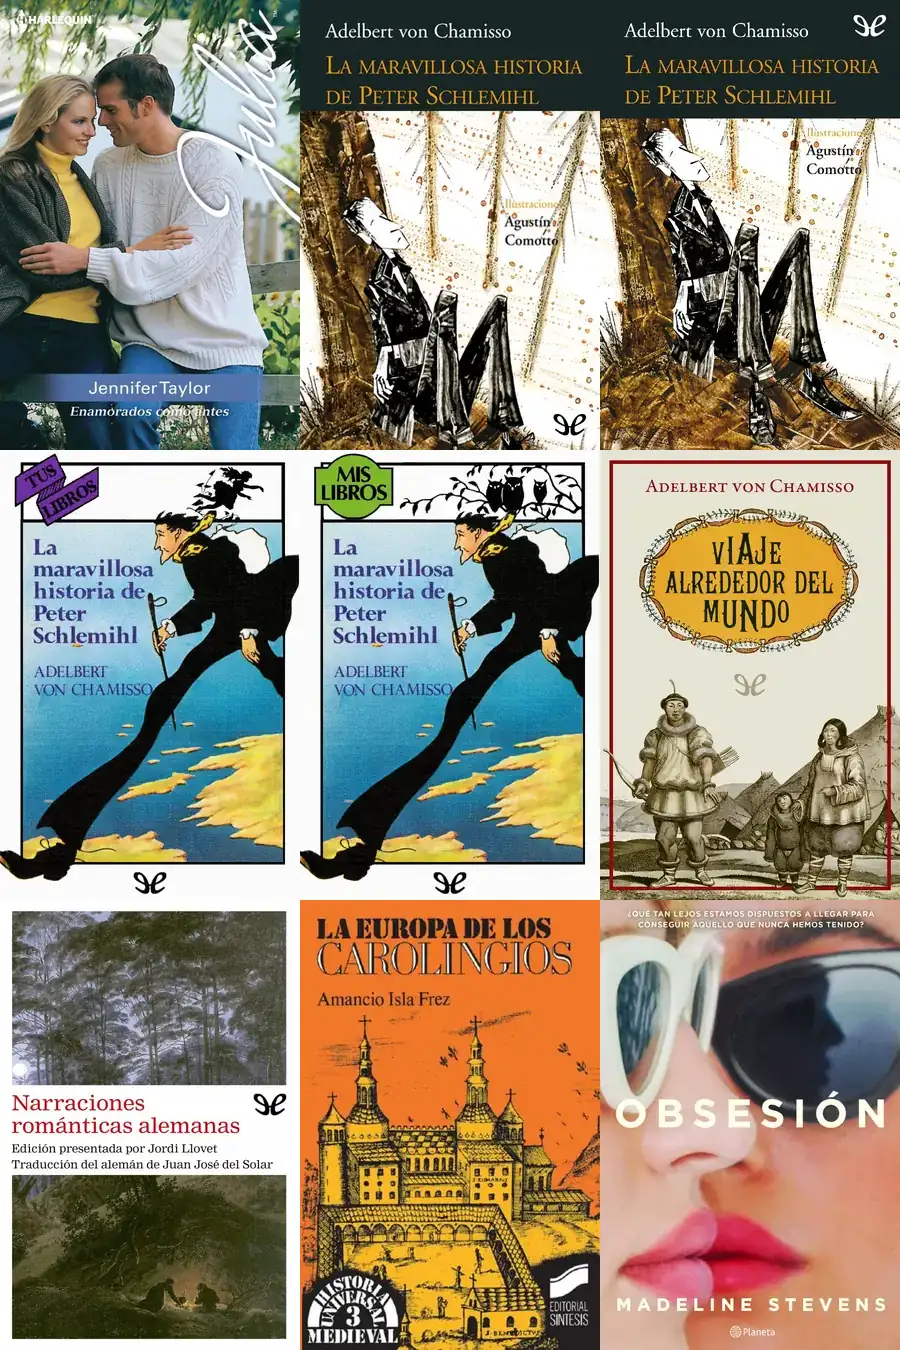 HARLEQUIN
Julia
Jennifer Taylor
Enamorados como antes
Adelbert von Chamisso
La maravillosa historia
de Peter Schlemihl
Ilustraciones
Agustín
Comotto
Adelbert von Chamisso
La maravillosa historia
de Peter Schlemihl
Ilustraciones
Agustín
Comotto
TUS
LIBROS
La
maravillosa
historia de
Peter
Schlemihl
ADELBERT
VON CHAMISSO
MIS
LIBROS
La
maravillosa
historia de
Peter
Schlemihl
ADELBERT
VON CHAMISSO
Adelbert von Chamisso
VIAJE
ALREDEDOR DEL
MUNDO
Narraciones
románticas alemanas
Edición presentada por Jordi Llovet
Traducción del alemán de Juan José del Solar
LA EUROPA DE LOS
CAROLINGIOS
Amancio Isla Frez
HISTORIA
UNIVERSAL
3
MEDIEVAL
EDITORIAL
SINTESIS
¿QUÉ TAN LEJOS ESTAMOS DISPUESTOS A LLEGAR PARA
CONSEGUIR AQUELLO QUE NUNCA HEMOS TENIDO?
OBSESIÓN
MADELINE STEVENS
Planeta